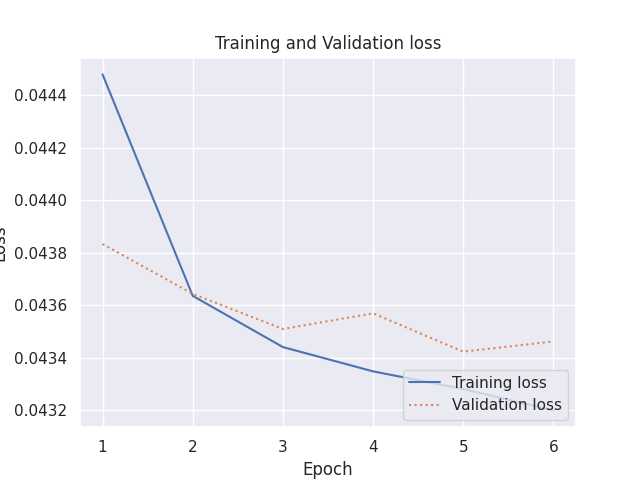 Training and Validation loss
0.0444
0.0442
0.0440
0.0438
0.0436
0.0434
0.0432
Loss
Training loss
Validation loss
1 2 3 4 5 6
Epoch